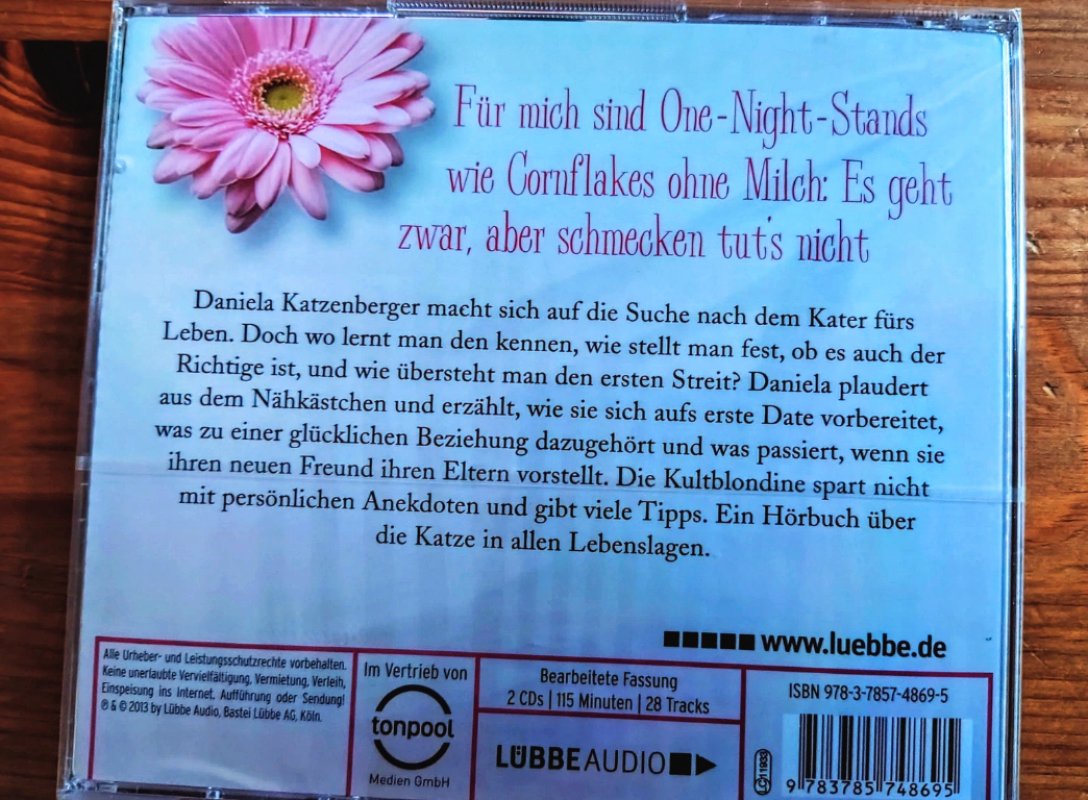 Für mich sind One-Night-Stands
wie Cornflakes ohne Milch: Es geht
zwar, aber schmecken tut's nicht
Daniela Katzenberger macht sich auf die Suche nach dem Kater fürs
Leben. Doch wo lernt man den kennen, wie stellt man fest, ob es auch der
Richtige ist, und wie übersteht man den ersten Streit? Daniela plaudert
aus dem Nähkästchen und erzählt, wie sie sich aufs erste Date vorbereitet,
was zu einer glücklichen Beziehung dazugehört und was passiert, wenn sie
ihren neuen Freund ihren Eltern vorstellt. Die Kultblondine spart nicht
mit persönlichen Anekdoten und gibt viele Tipps. Ein Hörbuch über
die Katze in allen Lebenslagen.
www.luebbe.de
Alle Urheber- und Leistungsschutzrechte vorbehalten.
Keine unerlaubte Vervielfältigung, Vermietung, Verleih,
Einspeisung ins Internet, Aufführung oder Sendung!
℗ & © 2013 by Lübbe Audio, Bastei Lübbe AG, Köln.
Im Vertrieb von
tonpool
Medien GmbH
Bearbeitete Fassung
2 CDs | 115 Minuten | 28 Tracks
LÜBBE AUDIO
ISBN 978-3-7857-4869-5
LC 11933
9 783785 748695